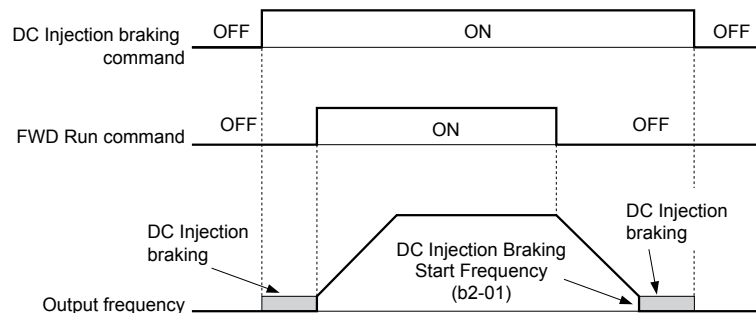 DC Injection braking
command
OFF
ON
OFF
FWD Run command
OFF
ON
OFF
DC Injection
braking
DC Injection Braking
Start Frequency
(b2-01)
DC Injection
braking
Output frequency